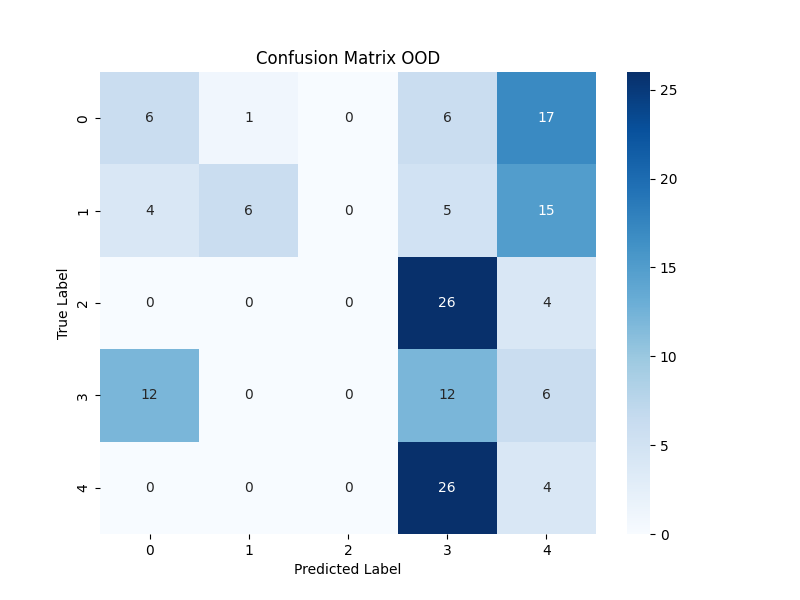 Confusion Matrix OOD
True Label
0 6 1 0 6 17
1 4 6 0 5 15
2 0 0 0 26 4
3 12 0 0 12 6
4 0 0 0 26 4
0 1 2 3 4
Predicted Label
25
20
15
10
5
0